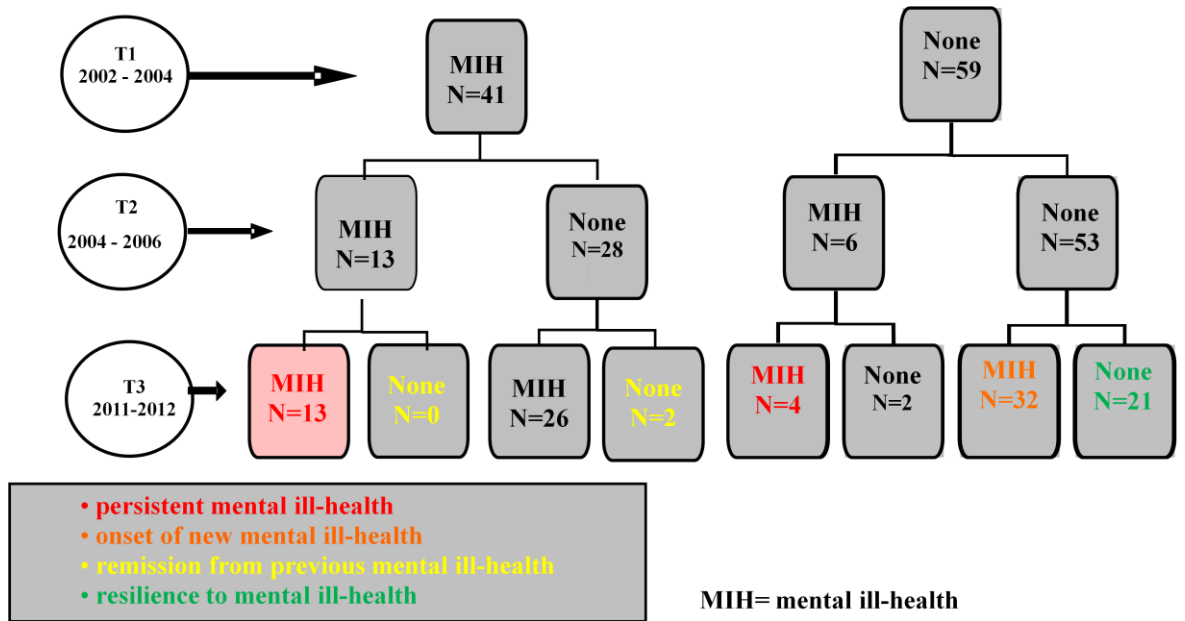 T1
2002 - 2004
MIH
N=41
None
N=59
T2
2004 - 2006
MIH
N=13
None
N=28
MIH
N=6
None
N=53
T3
2011-2012
MIH
N=13
None
N=0
MIH
N=26
None
N=2
MIH
N=4
None
N=2
MIH
N=32
None
N=21
• persistent mental ill-health
• onset of new mental ill-health
• remission from previous mental ill-health
• resilience to mental ill-health
MIH= mental ill-health